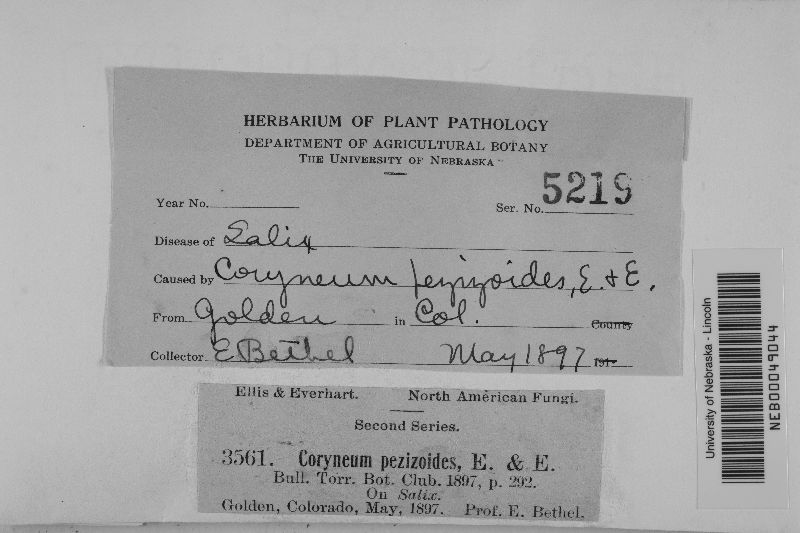 HERBARIUM OF PLANT PATHOLOGY
DEPARTMENT OF AGRICULTURAL BOTANY
THE UNIVERSITY OF NEBRASKA
Year No.
Ser. No. 5219
Disease of Salix
Caused by Coryneum pezizoides, E. & E.
From Golden in Col. County
Collector E Bethel May 1897 191
Ellis & Everhart. North American Fungi.
Second Series.
3561. Coryneum pezizoides, E. & E.
Bull. Torr. Bot. Club. 1897, p. 292.
On Salix.
Golden, Colorado, May, 1897. Prof. E. Bethel.
University of Nebraska - Lincoln
NEB00049044